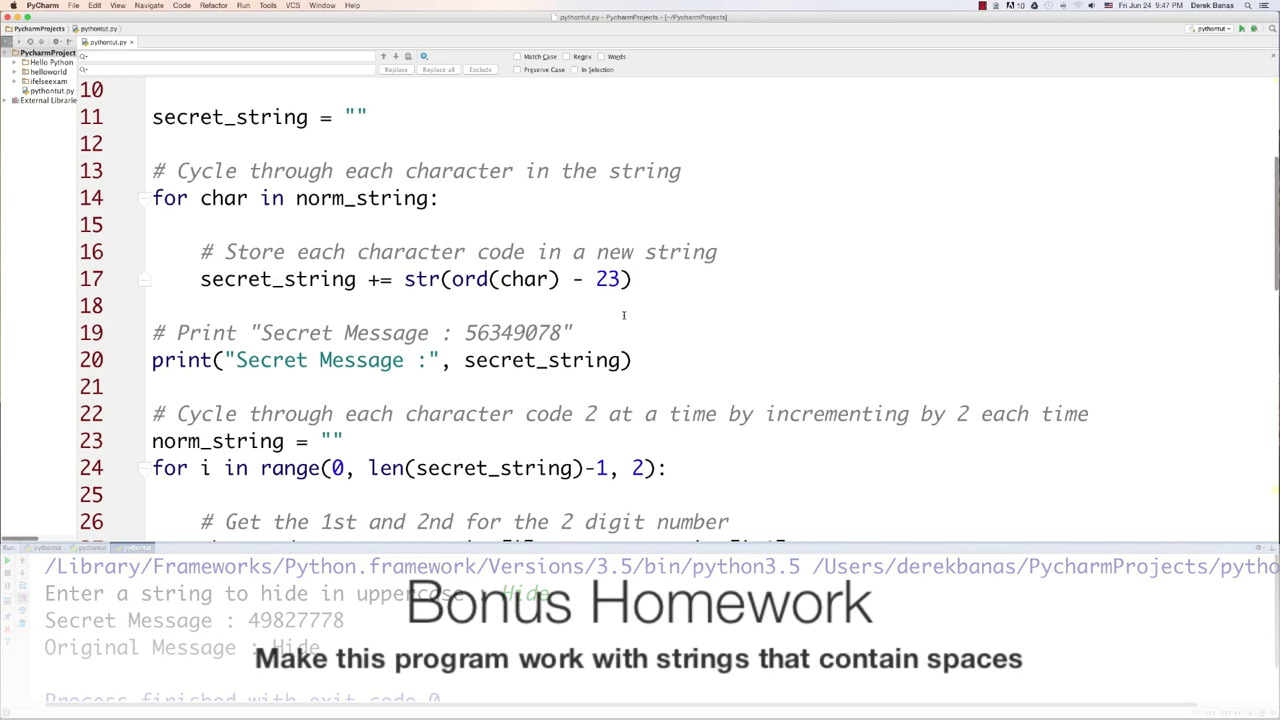 PyCharm File Edit View Navigate Code Refactor Run Tools VCS Window Help
Fri Jun 24 9:47 PM Derek Banas
pythontut.py - PycharmProjects - [~/PycharmProjects]
PycharmProjects pythontut.py
pythontut
pythontut.py
Match Case Regex Words
Replace Replace all Exclude Preserve Case In Selection
PycharmProject
Hello Python
helloworld
ifelseexam
pythontut.py
External Librarie
10
11 secret_string = ""
12
13 # Cycle through each character in the string
14 for char in norm_string:
15
16 # Store each character code in a new string
17 secret_string += str(ord(char) - 23)
18
19 # Print "Secret Message : 56349078"
20 print("Secret Message :", secret_string)
21
22 # Cycle through each character code 2 at a time by incrementing by 2 each time
23 norm_string = ""
24 for i in range(0, len(secret_string)-1, 2):
25
26 # Get the 1st and 2nd for the 2 digit number
Run: pythontut pythontut pythontut
/Library/Frameworks/Python.framework/Versions/3.5/bin/python3.5 /Users/derekbanas/PycharmProjects/pytho
Enter a string to hide in uppercase : Hide
Secret Message : 49827778
Original Message : Hide
Process finished with exit code 0
Bonus Homework
Make this program work with strings that contain spaces